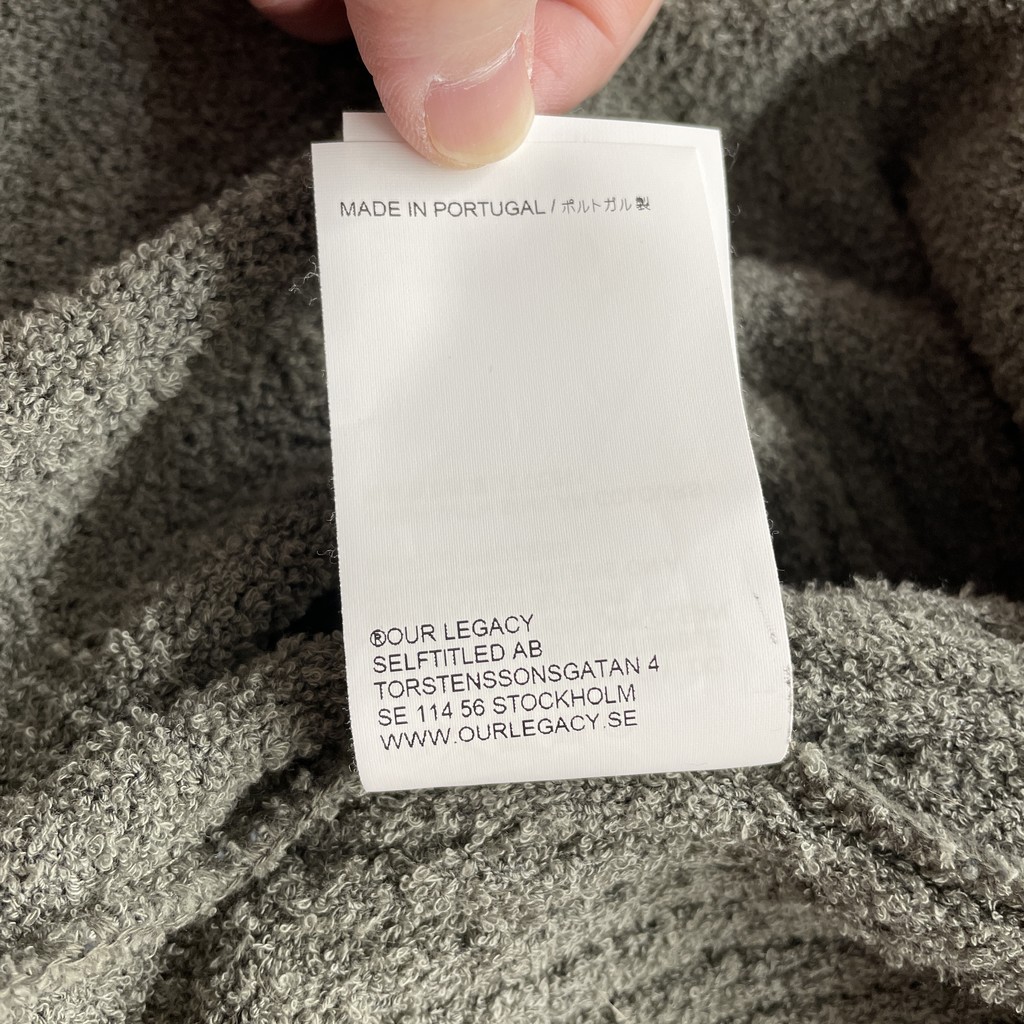 MADE IN PORTUGAL / ポルトガル製
®OUR LEGACY
SELFTITLED AB
TORSTENSSONSGATAN 4
SE 114 56 STOCKHOLM
WWW.OURLEGACY.SE